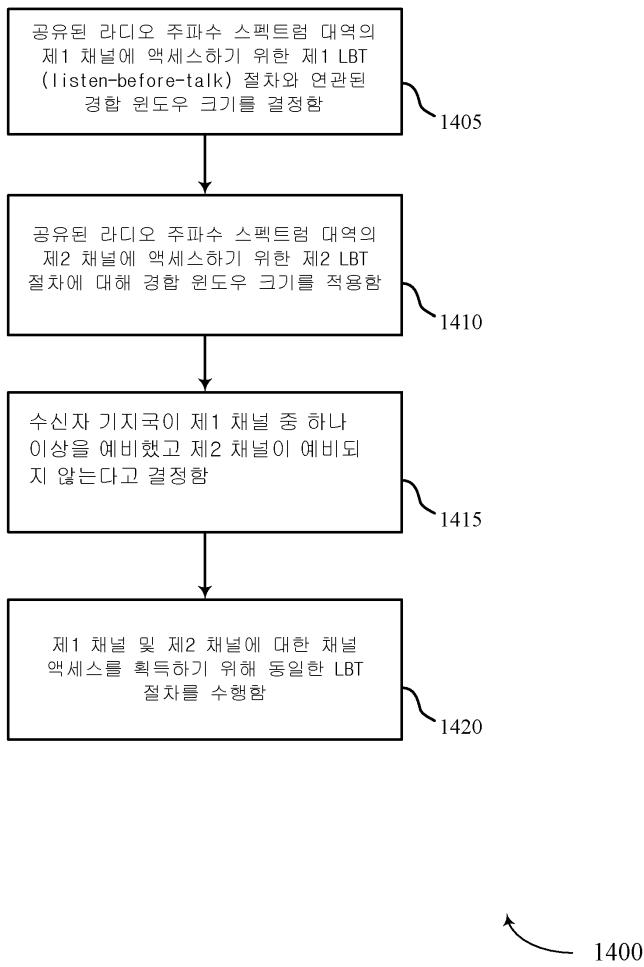 공유된 라디오 주파수 스펙트럼 대역의
제1 채널에 액세스하기 위한 제1 LBT
(listen-before-talk) 절차와 연관된
경합 윈도우 크기를 결정함
1405
공유된 라디오 주파수 스펙트럼 대역의
제2 채널에 액세스하기 위한 제2 LBT
절차에 대해 경합 윈도우 크기를 적용함
1410
수신자 기지국이 제1 채널 중 하나
이상을 예비했고 제2 채널이 예비되
지 않는다고 결정함
1415
제1 채널 및 제2 채널에 대한 채널
액세스를 획득하기 위해 동일한 LBT
절차를 수행함
1420
1400